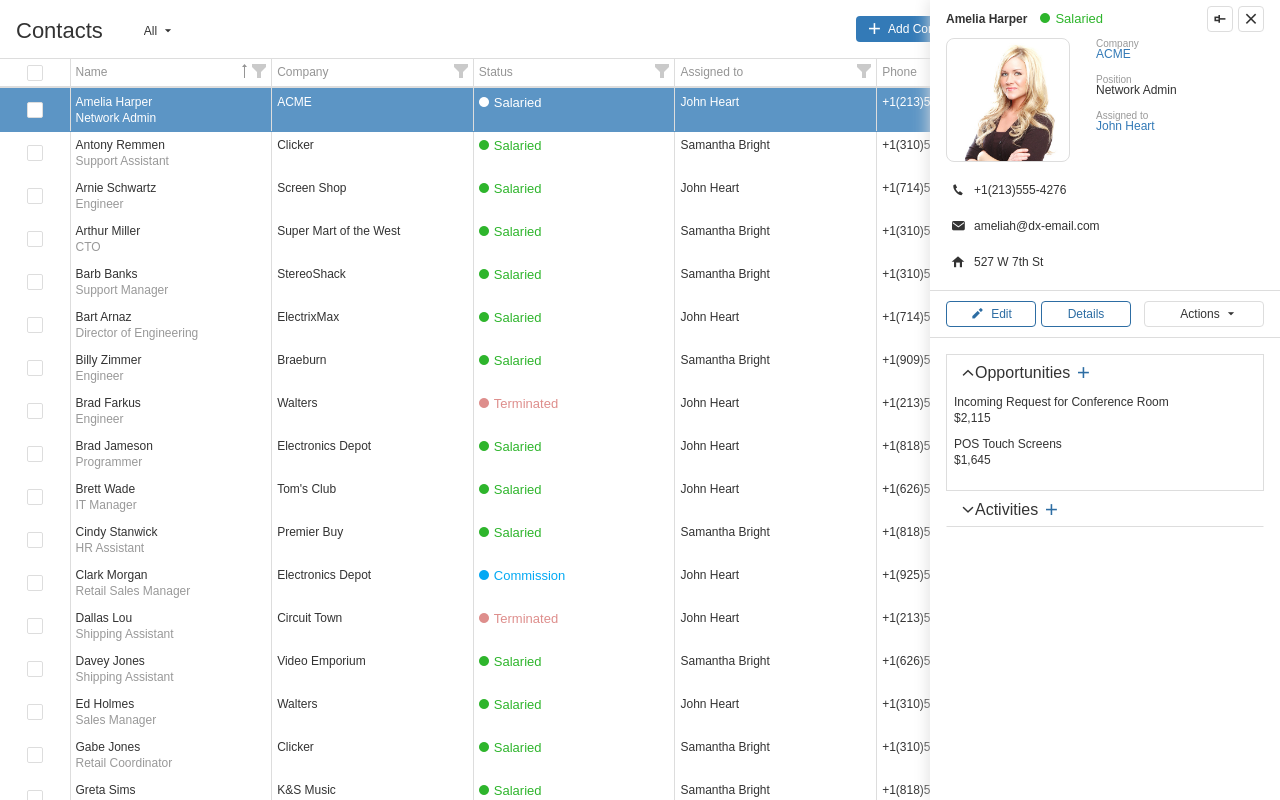 Contacts
All
Add Con
Name
Company
Status
Assigned to
Phone
Amelia Harper
Network Admin
ACME
Salaried
John Heart
+1(213)5
Antony Remmen
Support Assistant
Clicker
Salaried
Samantha Bright
+1(310)5
Arnie Schwartz
Engineer
Screen Shop
Salaried
John Heart
+1(714)5
Arthur Miller
CTO
Super Mart of the West
Salaried
Samantha Bright
+1(310)5
Barb Banks
Support Manager
StereoShack
Salaried
Samantha Bright
+1(310)5
Bart Arnaz
Director of Engineering
ElectrixMax
Salaried
John Heart
+1(714)5
Billy Zimmer
Engineer
Braeburn
Salaried
Samantha Bright
+1(909)5
Brad Farkus
Engineer
Walters
Terminated
John Heart
+1(213)5
Brad Jameson
Programmer
Electronics Depot
Salaried
John Heart
+1(818)5
Brett Wade
IT Manager
Tom's Club
Salaried
John Heart
+1(626)5
Cindy Stanwick
HR Assistant
Premier Buy
Salaried
Samantha Bright
+1(818)5
Clark Morgan
Retail Sales Manager
Electronics Depot
Commission
John Heart
+1(925)5
Dallas Lou
Shipping Assistant
Circuit Town
Terminated
John Heart
+1(213)5
Davey Jones
Shipping Assistant
Video Emporium
Salaried
Samantha Bright
+1(626)5
Ed Holmes
Sales Manager
Walters
Salaried
John Heart
+1(310)5
Gabe Jones
Retail Coordinator
Clicker
Salaried
Samantha Bright
+1(310)5
Greta Sims
K&S Music
Salaried
Samantha Bright
+1(818)5
Amelia Harper
Salaried
Company
ACME
Position
Network Admin
Assigned to
John Heart
+1(213)555-4276
ameliah@dx-email.com
527 W 7th St
Edit
Details
Actions
Opportunities
Incoming Request for Conference Room
$2,115
POS Touch Screens
$1,645
Activities